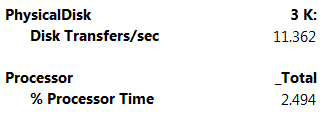 PhysicalDisk 3 K:
Disk Transfers/sec 11.362
Processor _Total
% Processor Time 2.494